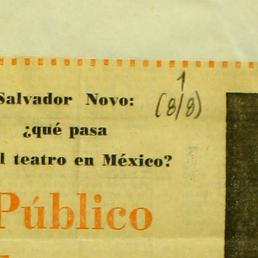 1
(8/8)
Salvador Novo:
¿qué pasa
l teatro en México?
Público